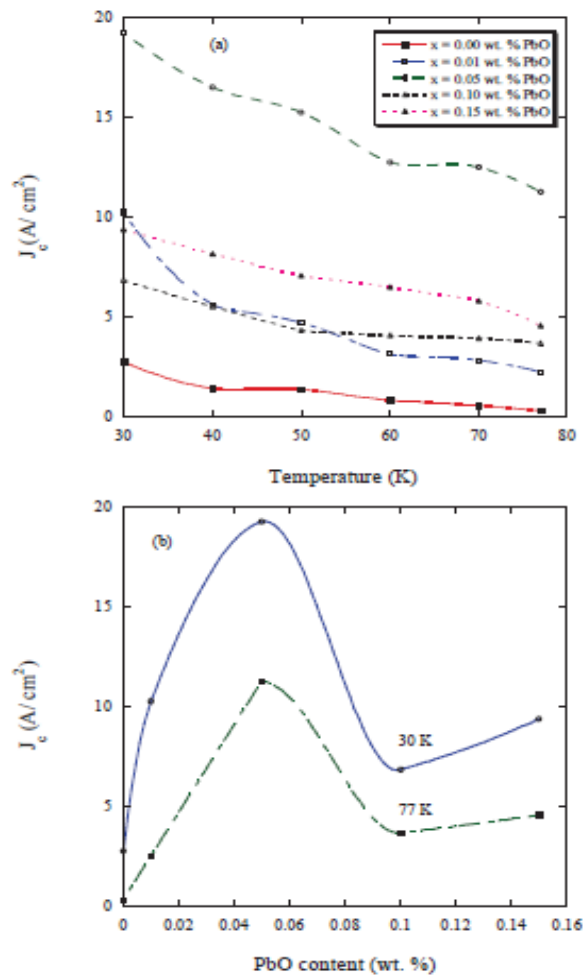 (a)
x = 0.00 wt. % PbO
x = 0.01 wt. % PbO
x = 0.05 wt. % PbO
x = 0.10 wt. % PbO
x = 0.15 wt. % PbO
20
15
10
5
0
J_c (A/ cm²)
30 40 50 60 70 80
Temperature (K)
(b)
20
15
10
5
0
J_c (A/ cm²)
30 K
77 K
0 0.02 0.04 0.06 0.08 0.1 0.12 0.14 0.16
PbO content (wt. %)